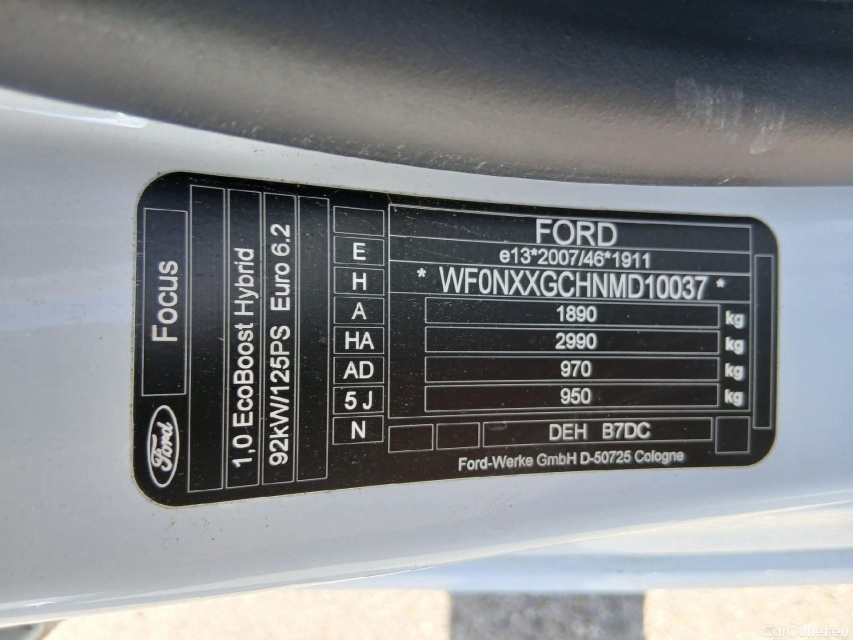 FORD
e13*2007/46*1911
* WF0NXXGCHNMD10037 *
1890 kg
2990 kg
970 kg
950 kg
DEH B7DC
Ford-Werke GmbH D-50725 Cologne
E
H
A
HA
AD
5 J
N
Focus
Ford
1,0 EcoBoost Hybrid
92kW/125PS Euro 6.2
CarOutlet.eu